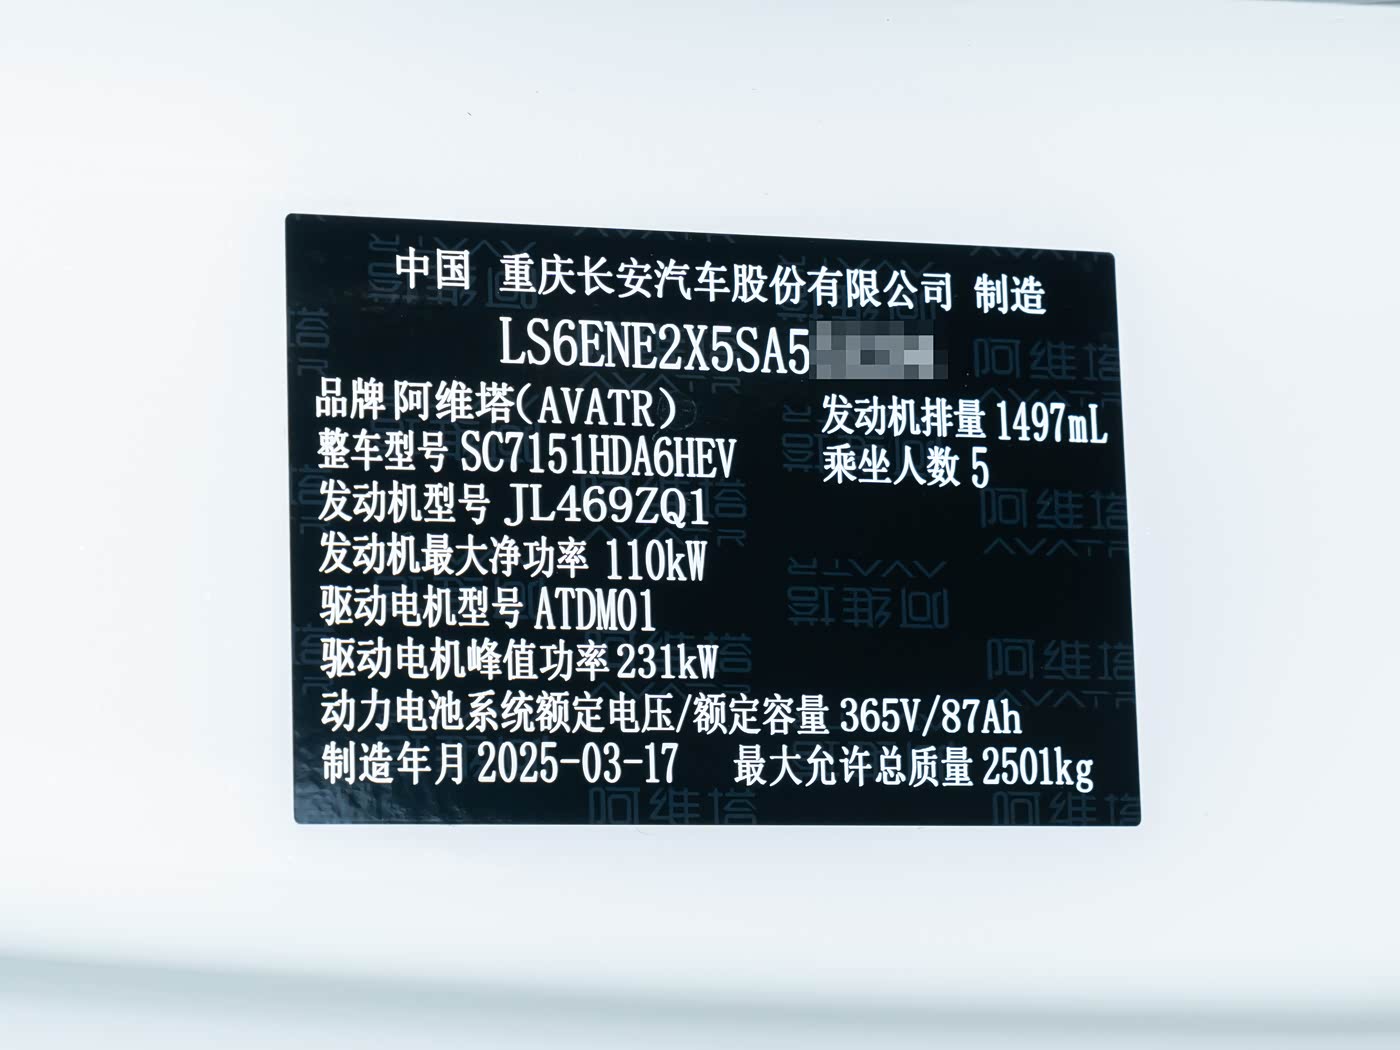 中国 重庆长安汽车股份有限公司 制造
LS6ENE2X5SA5
品牌 阿维塔(AVATR) 发动机排量 1497mL
整车型号 SC7151HDA6HEV 乘坐人数 5
发动机型号 JL469ZQ1
发动机最大净功率 110kW
驱动电机型号 ATDM01
驱动电机峰值功率 231kW
动力电池系统额定电压/额定容量 365V/87Ah
制造年月 2025-03-17 最大允许总质量 2501kg